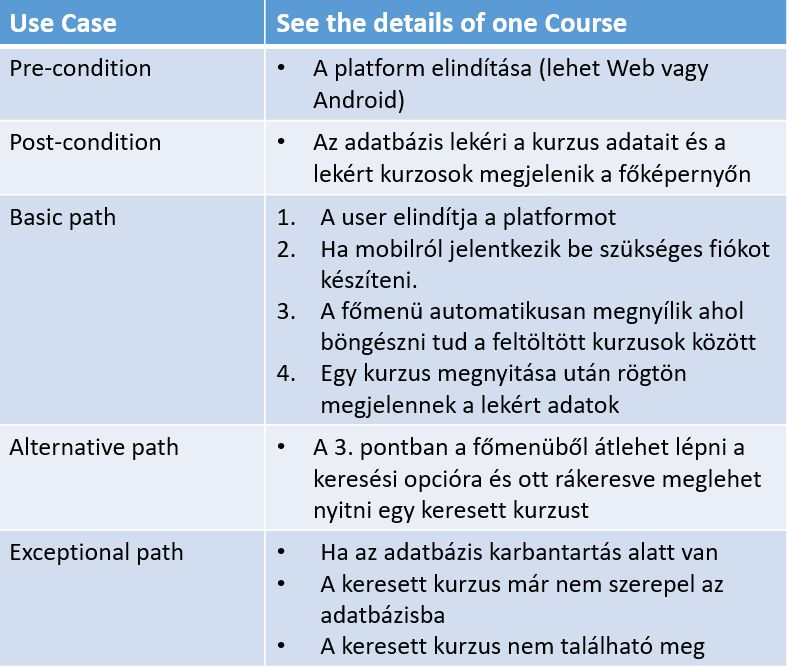 Use Case
See the details of one Course
Pre-condition
• A platform elindítása (lehet Web vagy
Android)
Post-condition
• Az adatbázis lekéri a kurzus adatait és a
lekért kurzosok megjelenik a főképernyőn
Basic path
1. A user elindítja a platformot
2. Ha mobilról jelentkezik be szükséges fiókot
készíteni.
3. A főmenü automatikusan megnyílik ahol
böngészni tud a feltöltött kurzusok között
4. Egy kurzus megnyitása után rögtön
megjelennek a lekért adatok
Alternative path
• A 3. pontban a főmenüből átlehet lépni a
keresési opcióra és ott rákeresve meglehet
nyitni egy keresett kurzust
Exceptional path
• Ha az adatbázis karbantartás alatt van
• A keresett kurzus már nem szerepel az
adatbázisba
• A keresett kurzus nem található meg